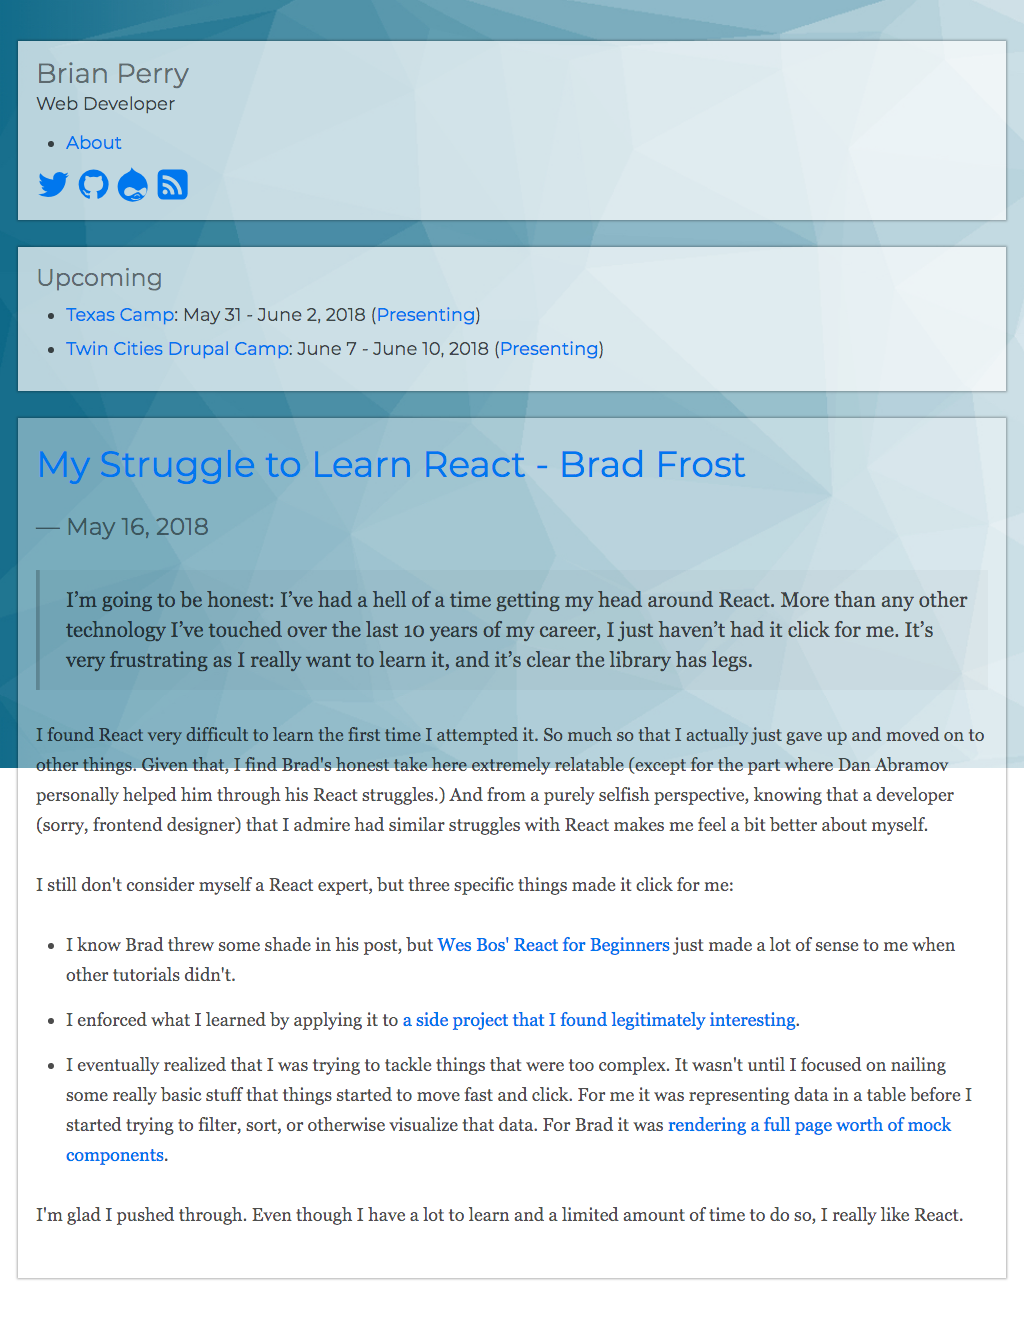 Brian Perry
Web Developer
• About
Upcoming
• Texas Camp: May 31 - June 2, 2018 (Presenting)
• Twin Cities Drupal Camp: June 7 - June 10, 2018 (Presenting)
My Struggle to Learn React - Brad Frost
— May 16, 2018
I’m going to be honest: I’ve had a hell of a time getting my head around React. More than any other
technology I’ve touched over the last 10 years of my career, I just haven’t had it click for me. It’s
very frustrating as I really want to learn it, and it’s clear the library has legs.
I found React very difficult to learn the first time I attempted it. So much so that I actually just gave up and moved on to
other things. Given that, I find Brad's honest take here extremely relatable (except for the part where Dan Abramov
personally helped him through his React struggles.) And from a purely selfish perspective, knowing that a developer
(sorry, frontend designer) that I admire had similar struggles with React makes me feel a bit better about myself.
I still don't consider myself a React expert, but three specific things made it click for me:
• I know Brad threw some shade in his post, but Wes Bos' React for Beginners just made a lot of sense to me when
other tutorials didn't.
• I enforced what I learned by applying it to a side project that I found legitimately interesting.
• I eventually realized that I was trying to tackle things that were too complex. It wasn't until I focused on nailing
some really basic stuff that things started to move fast and click. For me it was representing data in a table before I
started trying to filter, sort, or otherwise visualize that data. For Brad it was rendering a full page worth of mock
components.
I'm glad I pushed through. Even though I have a lot to learn and a limited amount of time to do so, I really like React.